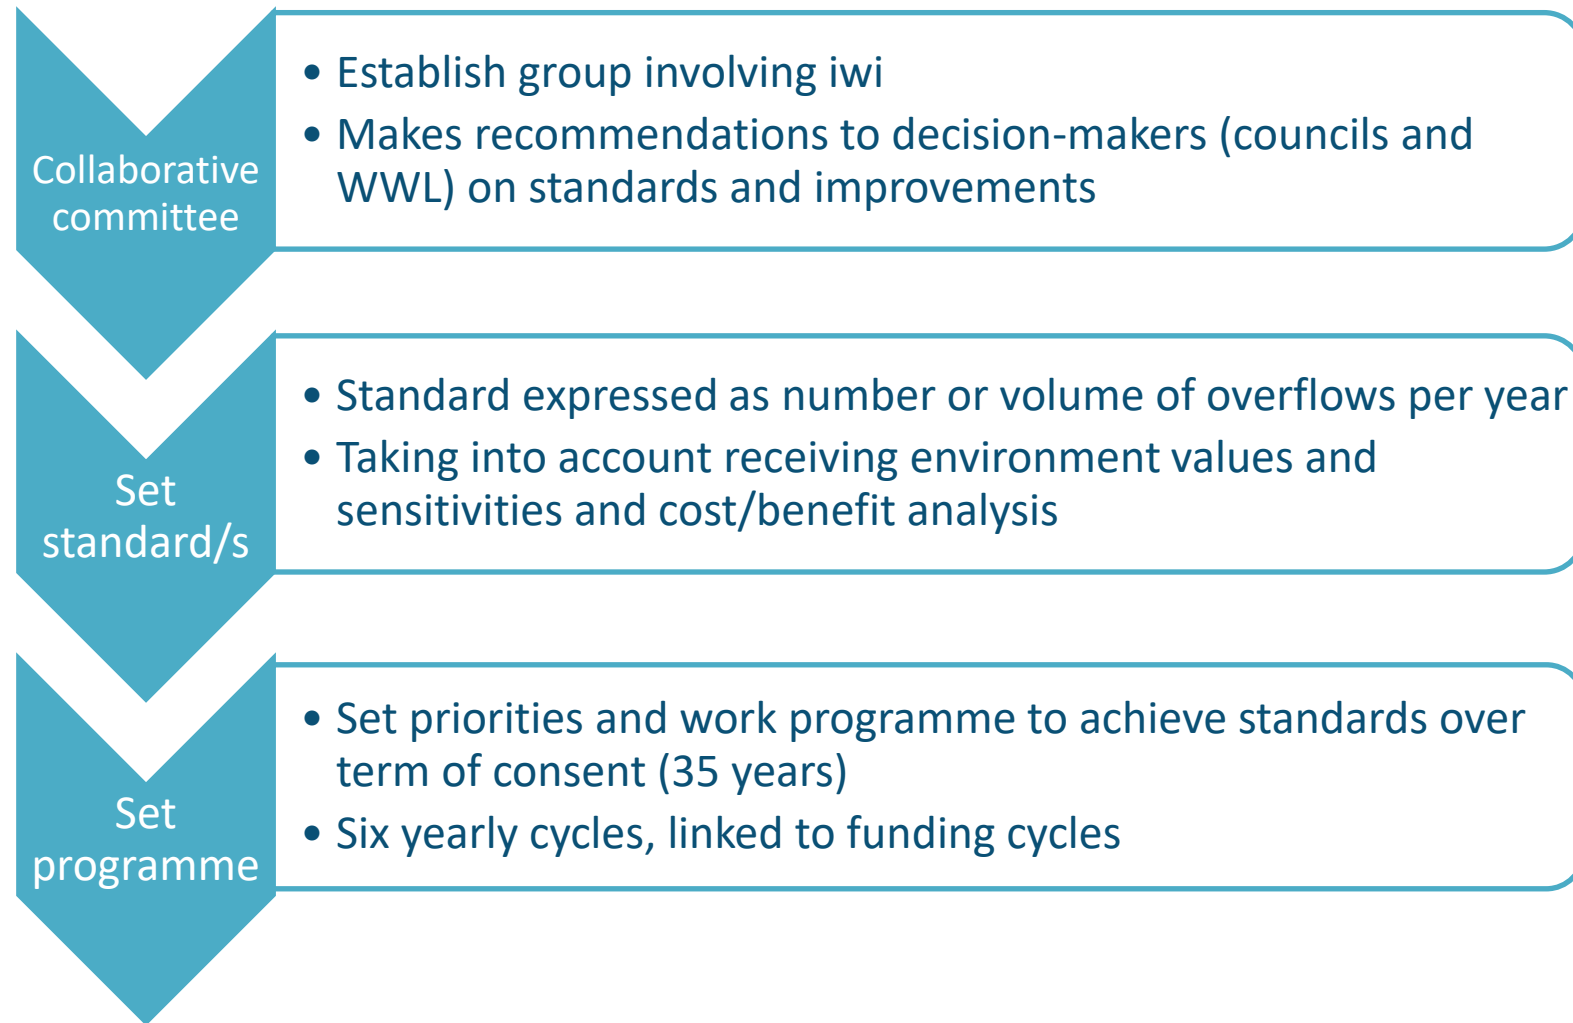 Collaborative
committee
• Establish group involving iwi
• Makes recommendations to decision-makers (councils and
WWL) on standards and improvements
Set
standard/s
• Standard expressed as number or volume of overflows per year
• Taking into account receiving environment values and
sensitivities and cost/benefit analysis
Set
programme
• Set priorities and work programme to achieve standards over
term of consent (35 years)
• Six yearly cycles, linked to funding cycles